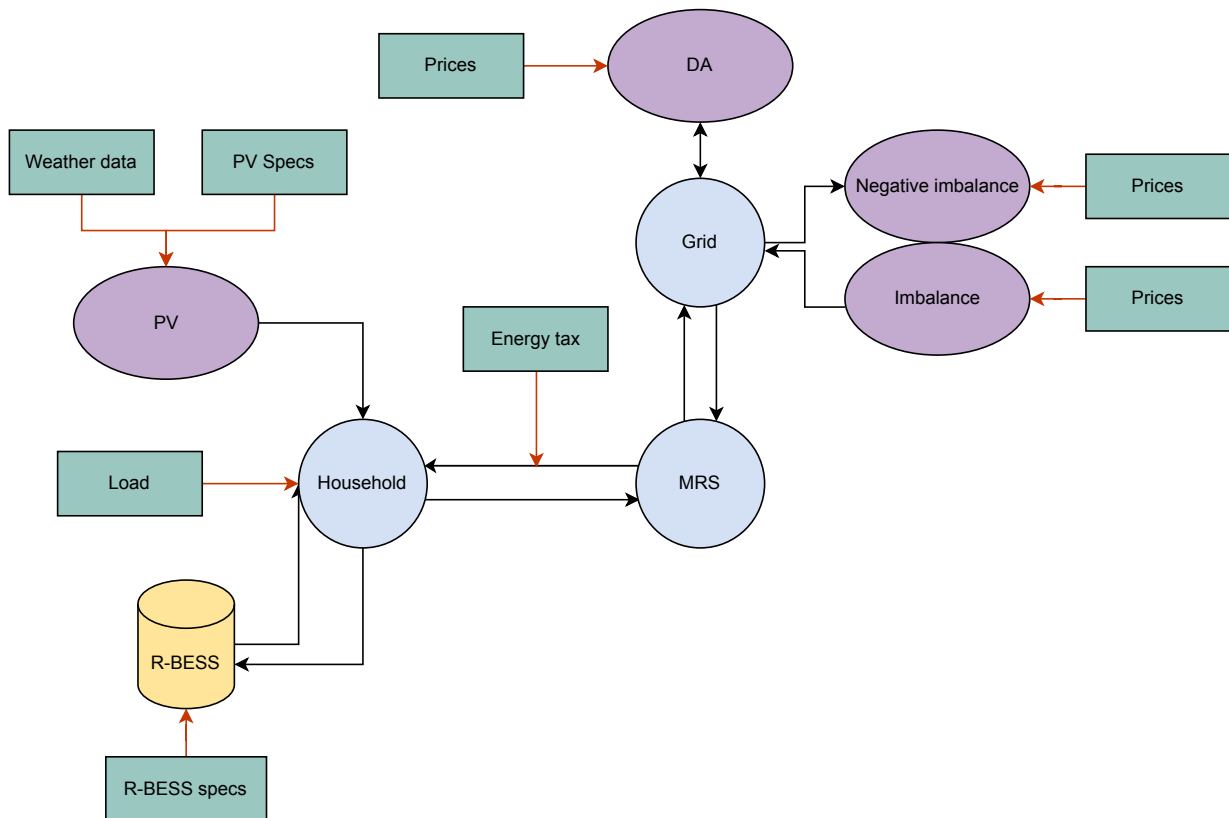 Prices
DA
Weather data
PV Specs
Negative imbalance
Prices
Grid
Imbalance
Prices
PV
Energy tax
Load
Household
MRS
R-BESS
R-BESS specs